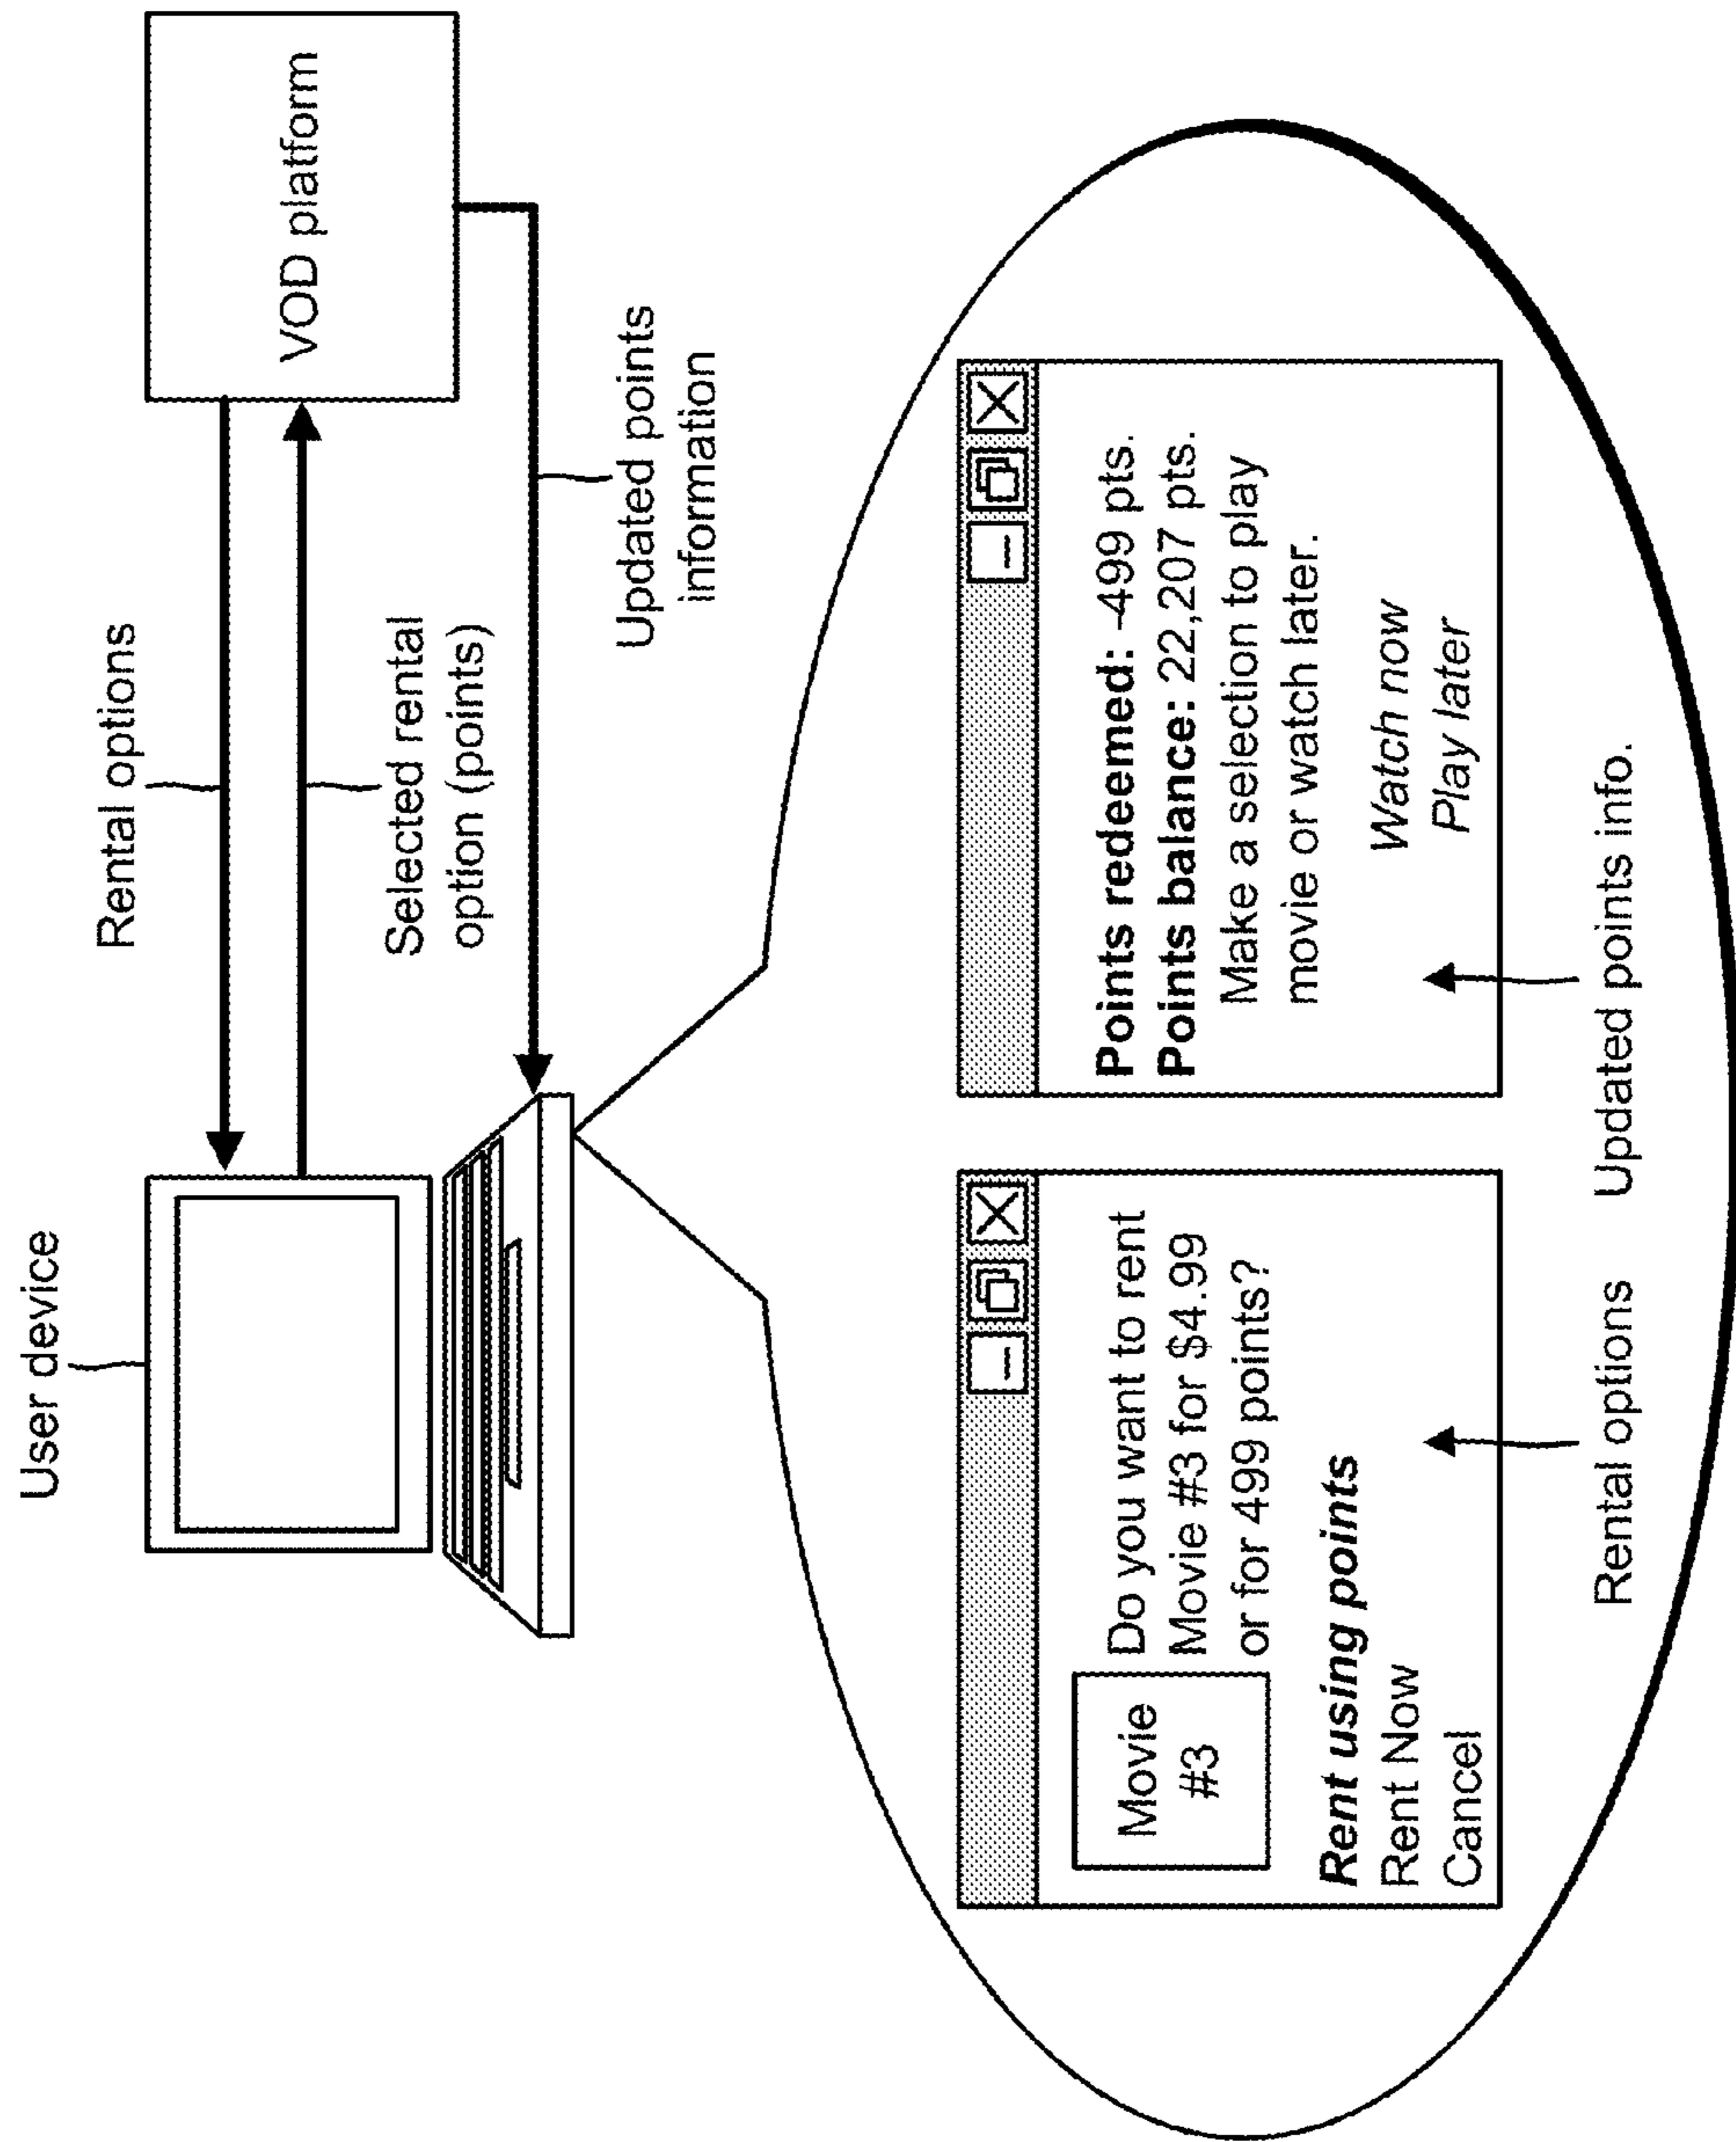 User device
Rental options
VOD platform
Selected rental
option (points)
Updated points
information
Movie
#3
Do you want to rent
Movie #3 for $4.99
or for 499 points?
Rent using points
Rent Now
Cancel
Rental options
Points redeemed: -499 pts.
Points balance: 22,207 pts.
Make a selection to play
movie or watch later.
Watch now
Play later
Updated points info.